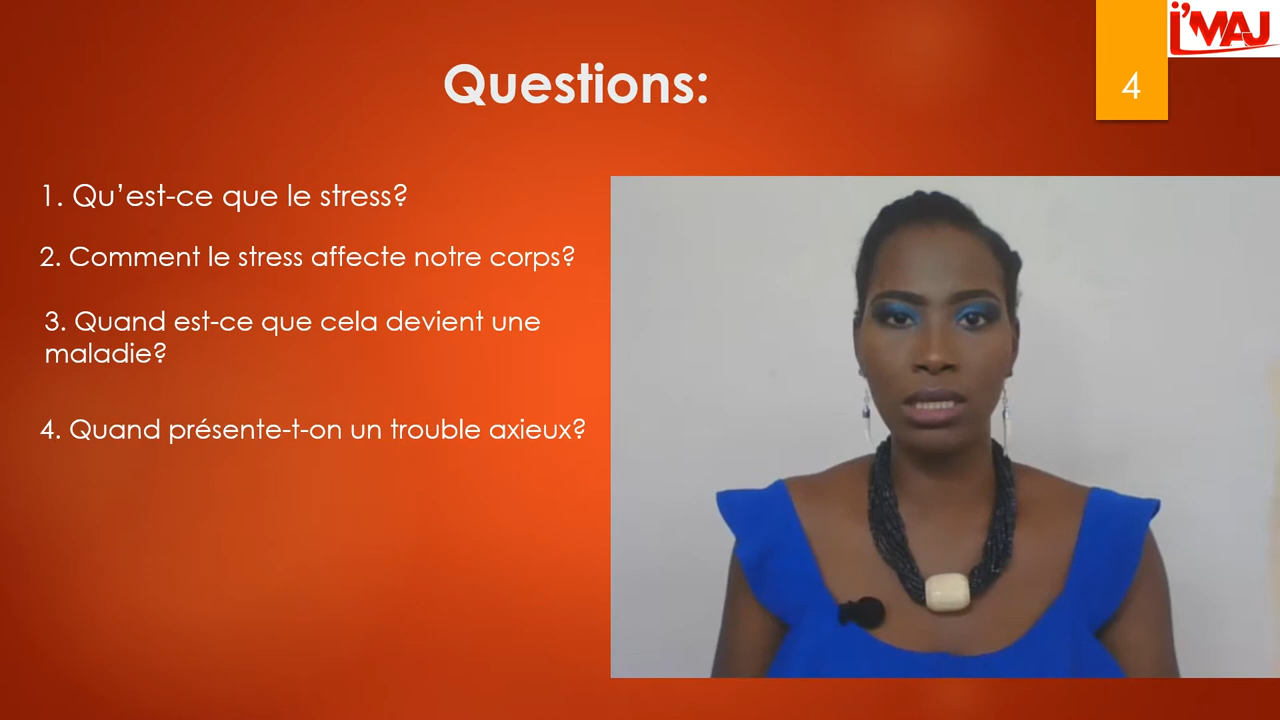 i'MAJ
4
Questions:
1. Qu’est-ce que le stress?
2. Comment le stress affecte notre corps?
3. Quand est-ce que cela devient une
maladie?
4. Quand présente-t-on un trouble axieux?